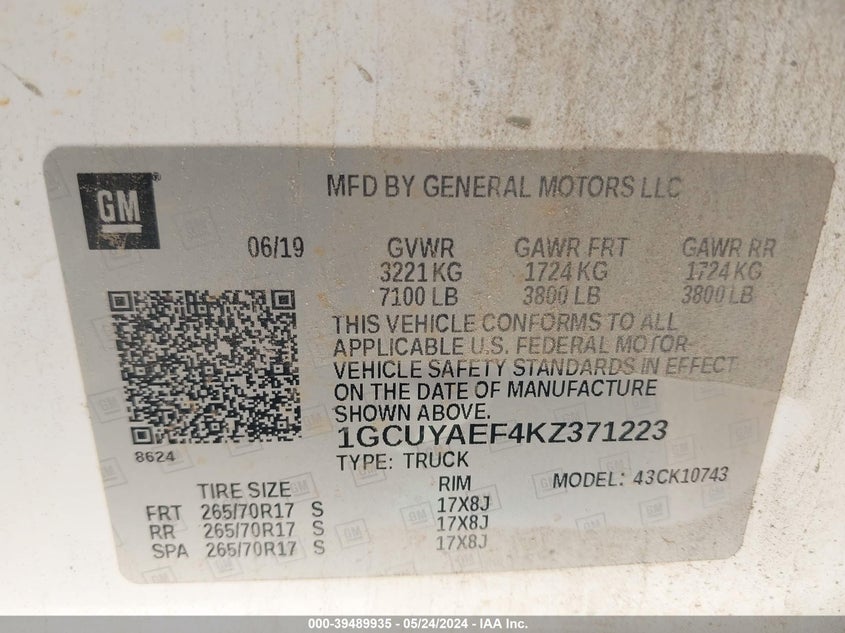 GM
MFD BY GENERAL MOTORS LLC
06/19 GVWR GAWR FRT GAWR RR
3221 KG 1724 KG 1724 KG
7100 LB 3800 LB 3800 LB
THIS VEHICLE CONFORMS TO ALL
APPLICABLE U.S. FEDERAL MOTOR
VEHICLE SAFETY STANDARDS IN EFFECT
ON THE DATE OF MANUFACTURE
SHOWN ABOVE.
1GCUYAEF4KZ371223
8624
TYPE: TRUCK
MODEL: 43CK10743
TIRE SIZE RIM
FRT 265/70R17 S 17X8J
RR 265/70R17 S 17X8J
SPA 265/70R17 S 17X8J
000-39489935 - 05/24/2024 - IAA Inc.